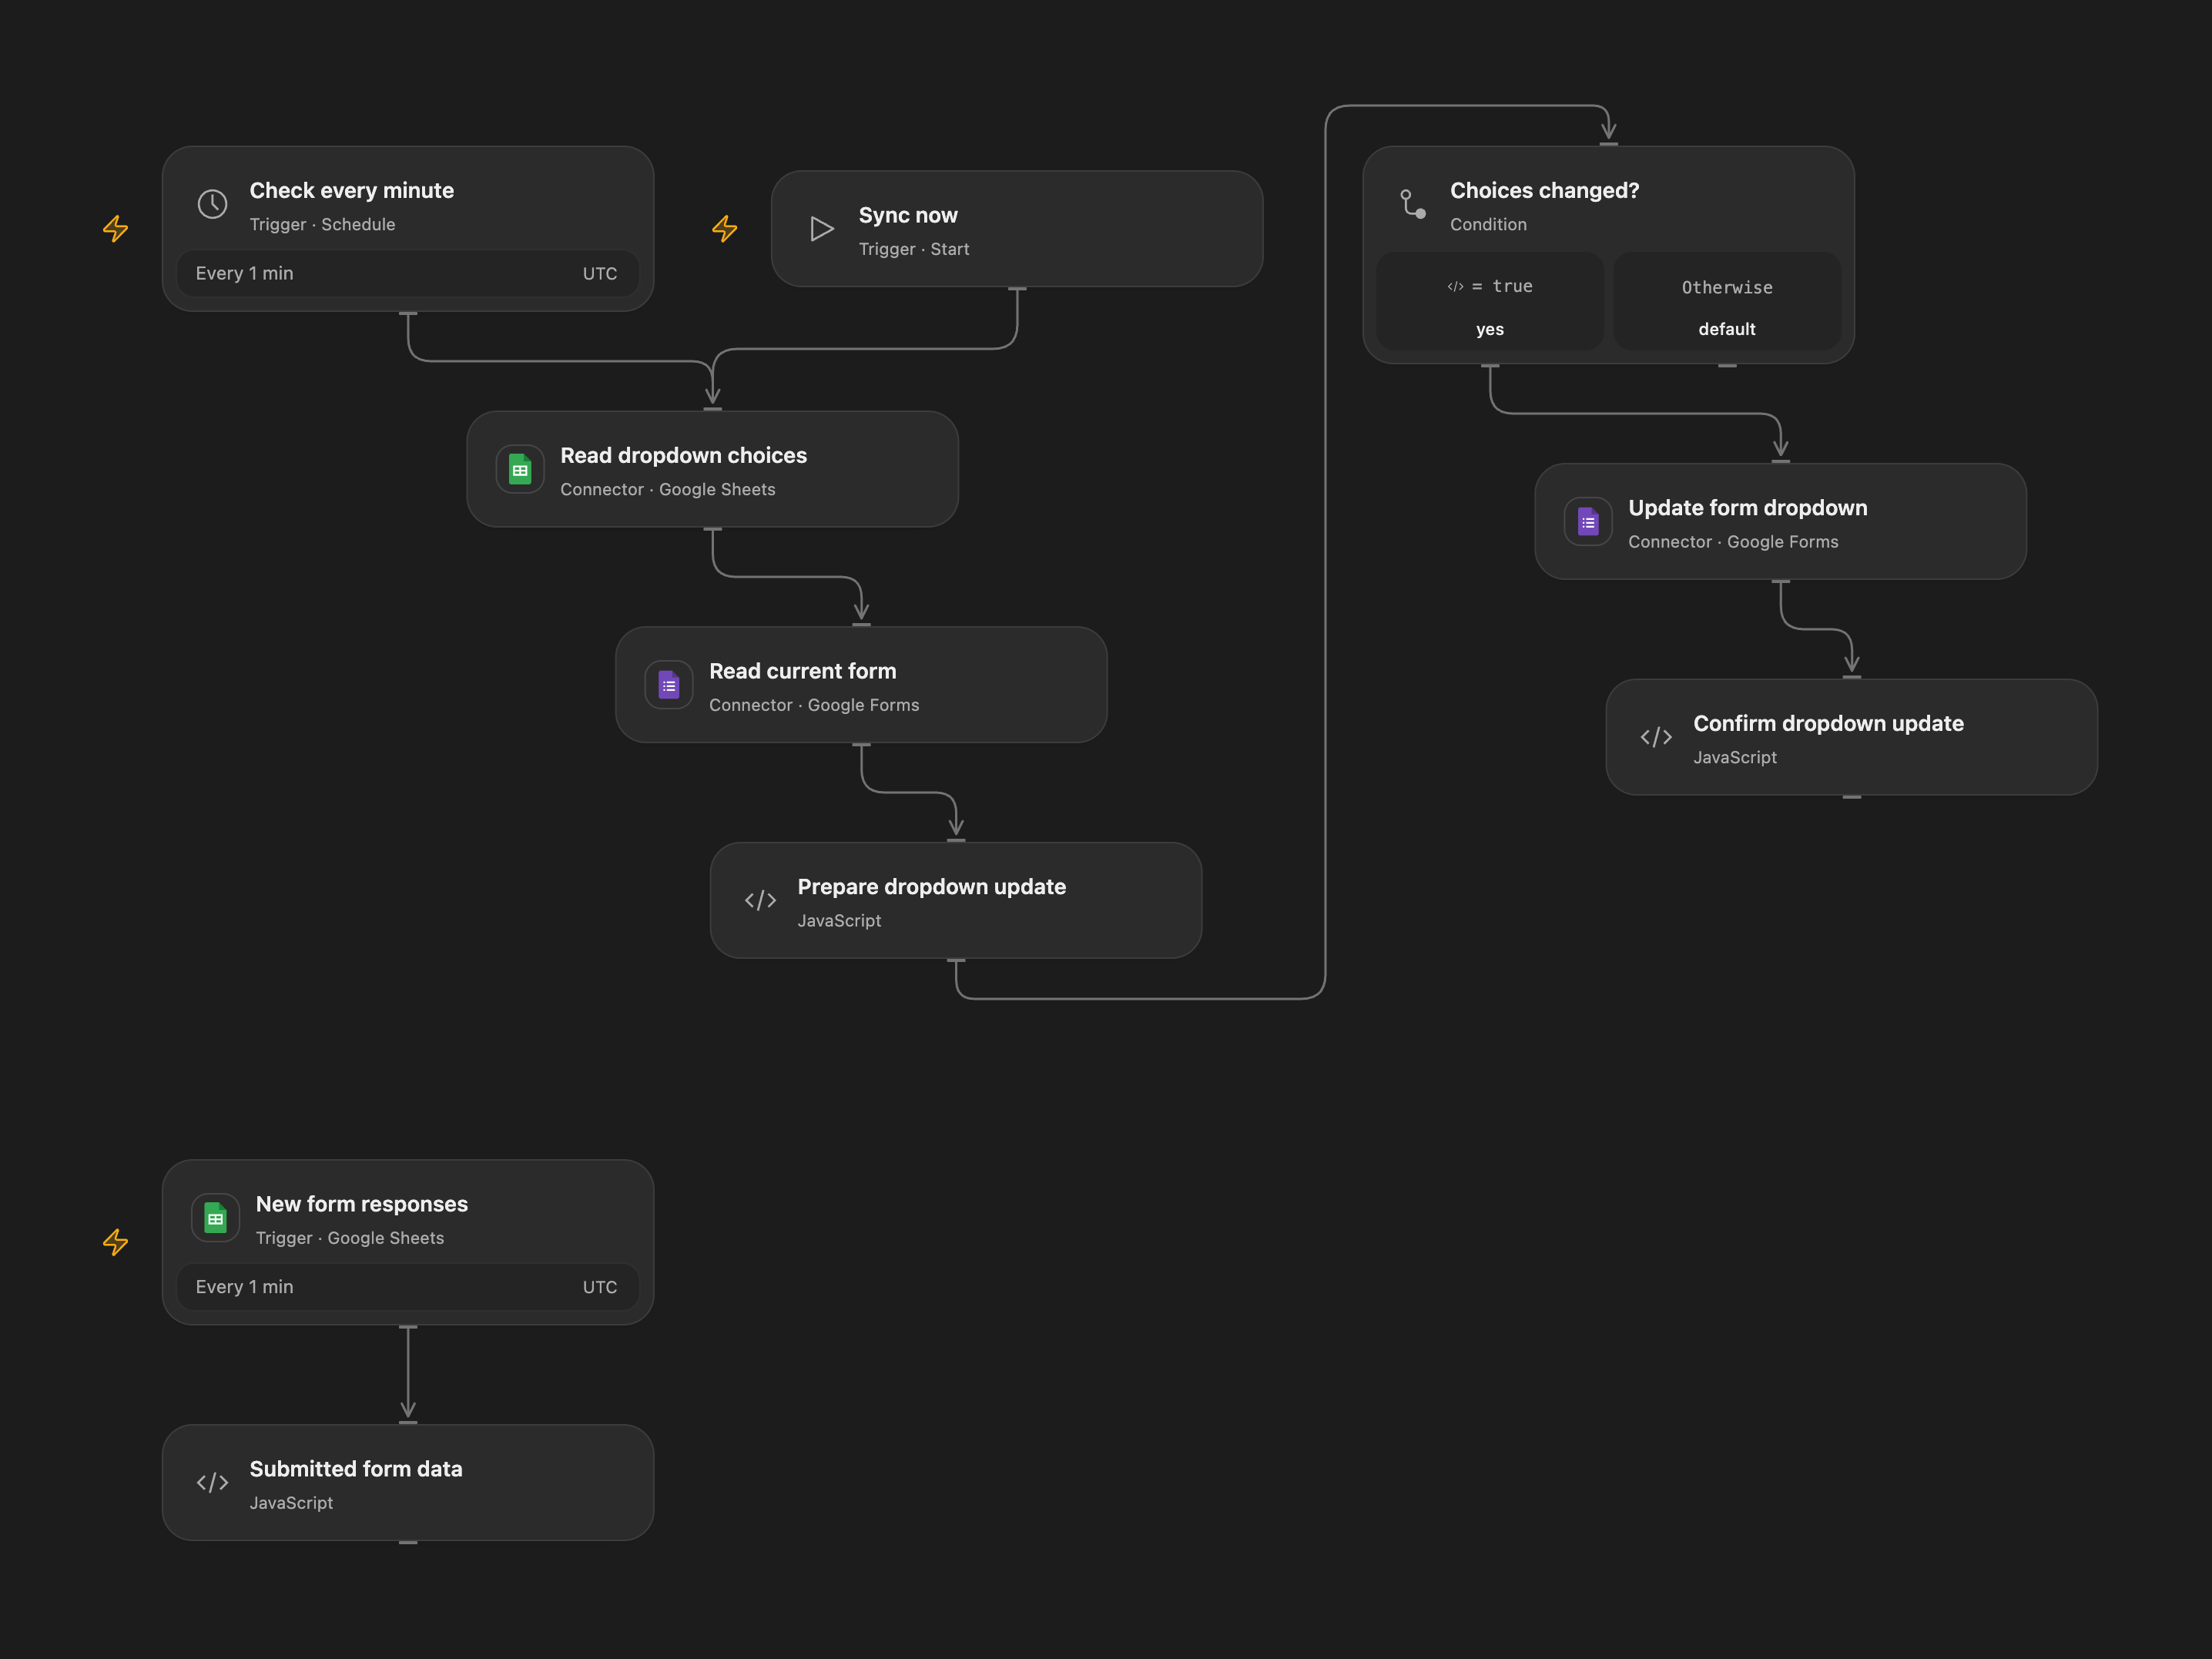 Check every minute
Trigger · Schedule
Every 1 min UTC
Sync now
Trigger · Start
Read dropdown choices
Connector · Google Sheets
Read current form
Connector · Google Forms
Prepare dropdown update
JavaScript
Choices changed?
Condition
</> = true
yes
Otherwise
default
Update form dropdown
Connector · Google Forms
Confirm dropdown update
JavaScript
New form responses
Trigger · Google Sheets
Every 1 min UTC
Submitted form data
JavaScript